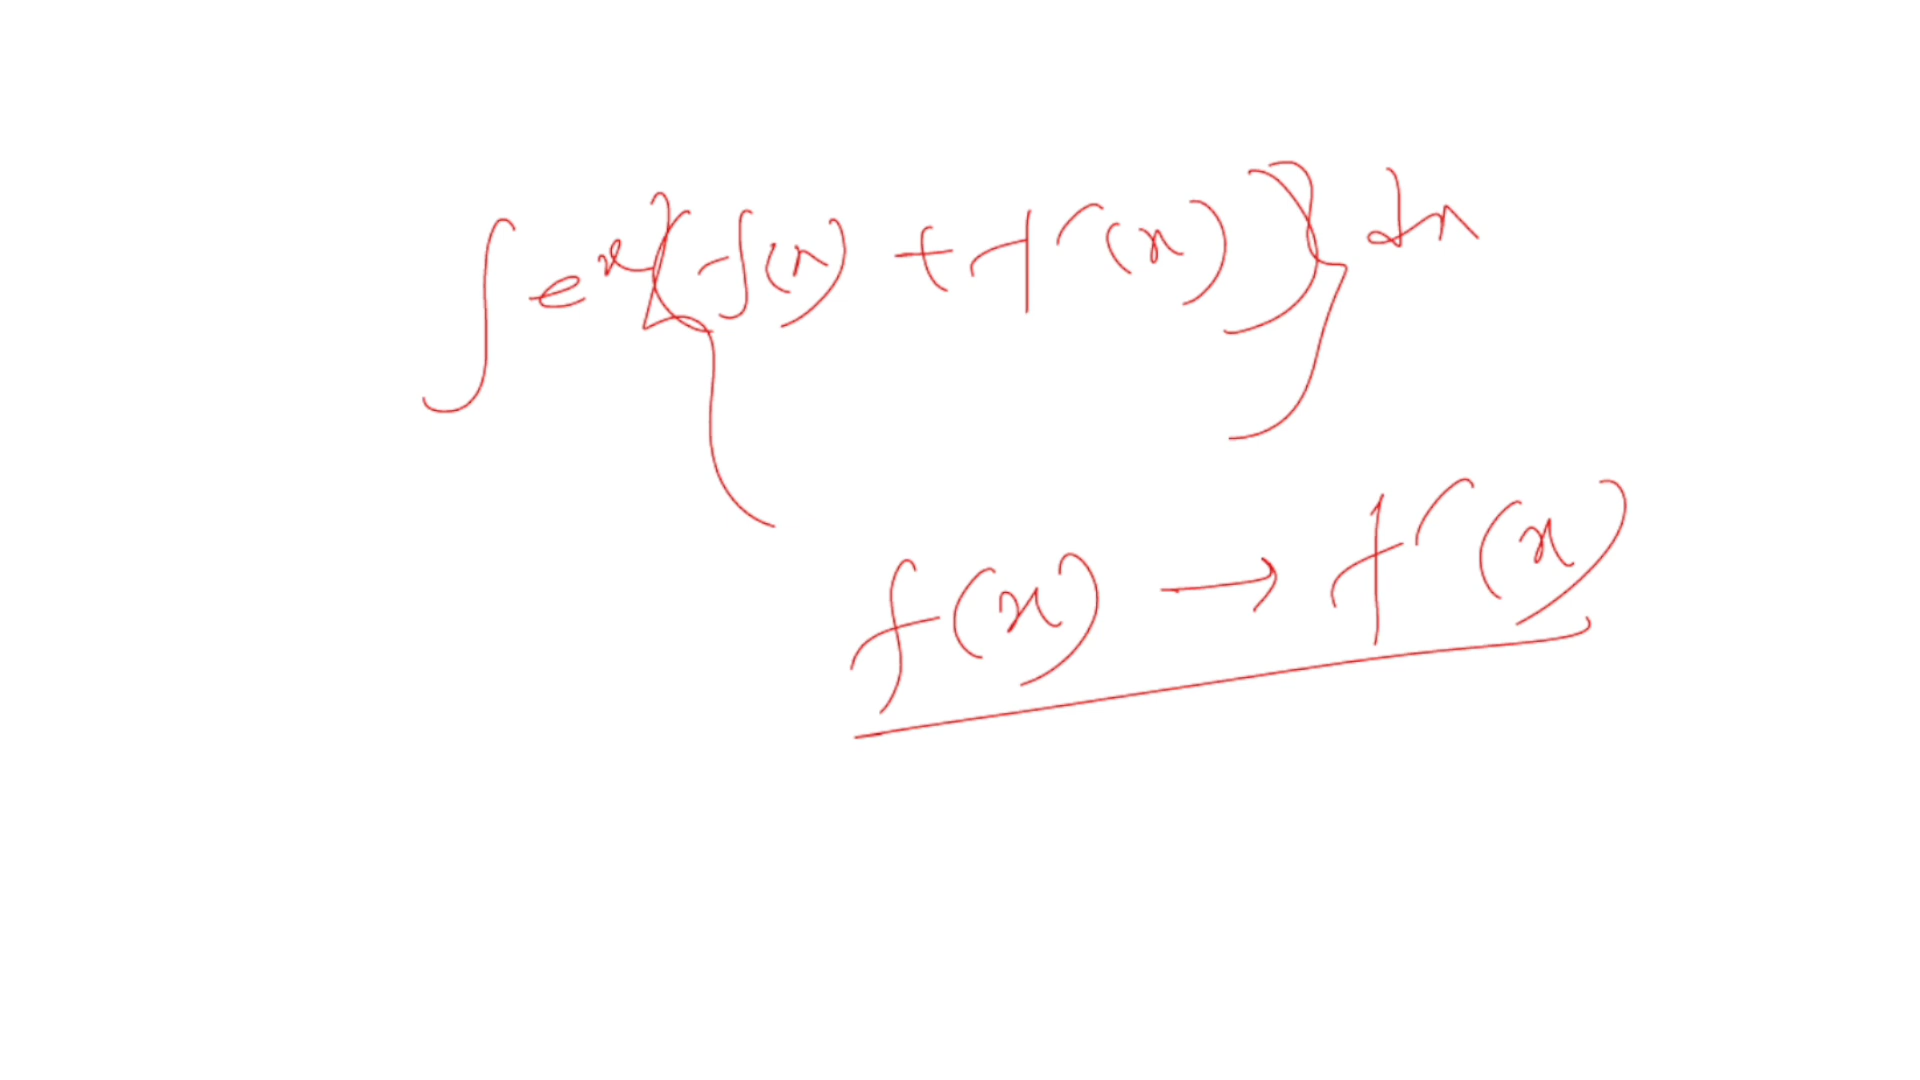 ∫ eˣ{(f(x) + f'(x))} dx
f(x) → f'(x)